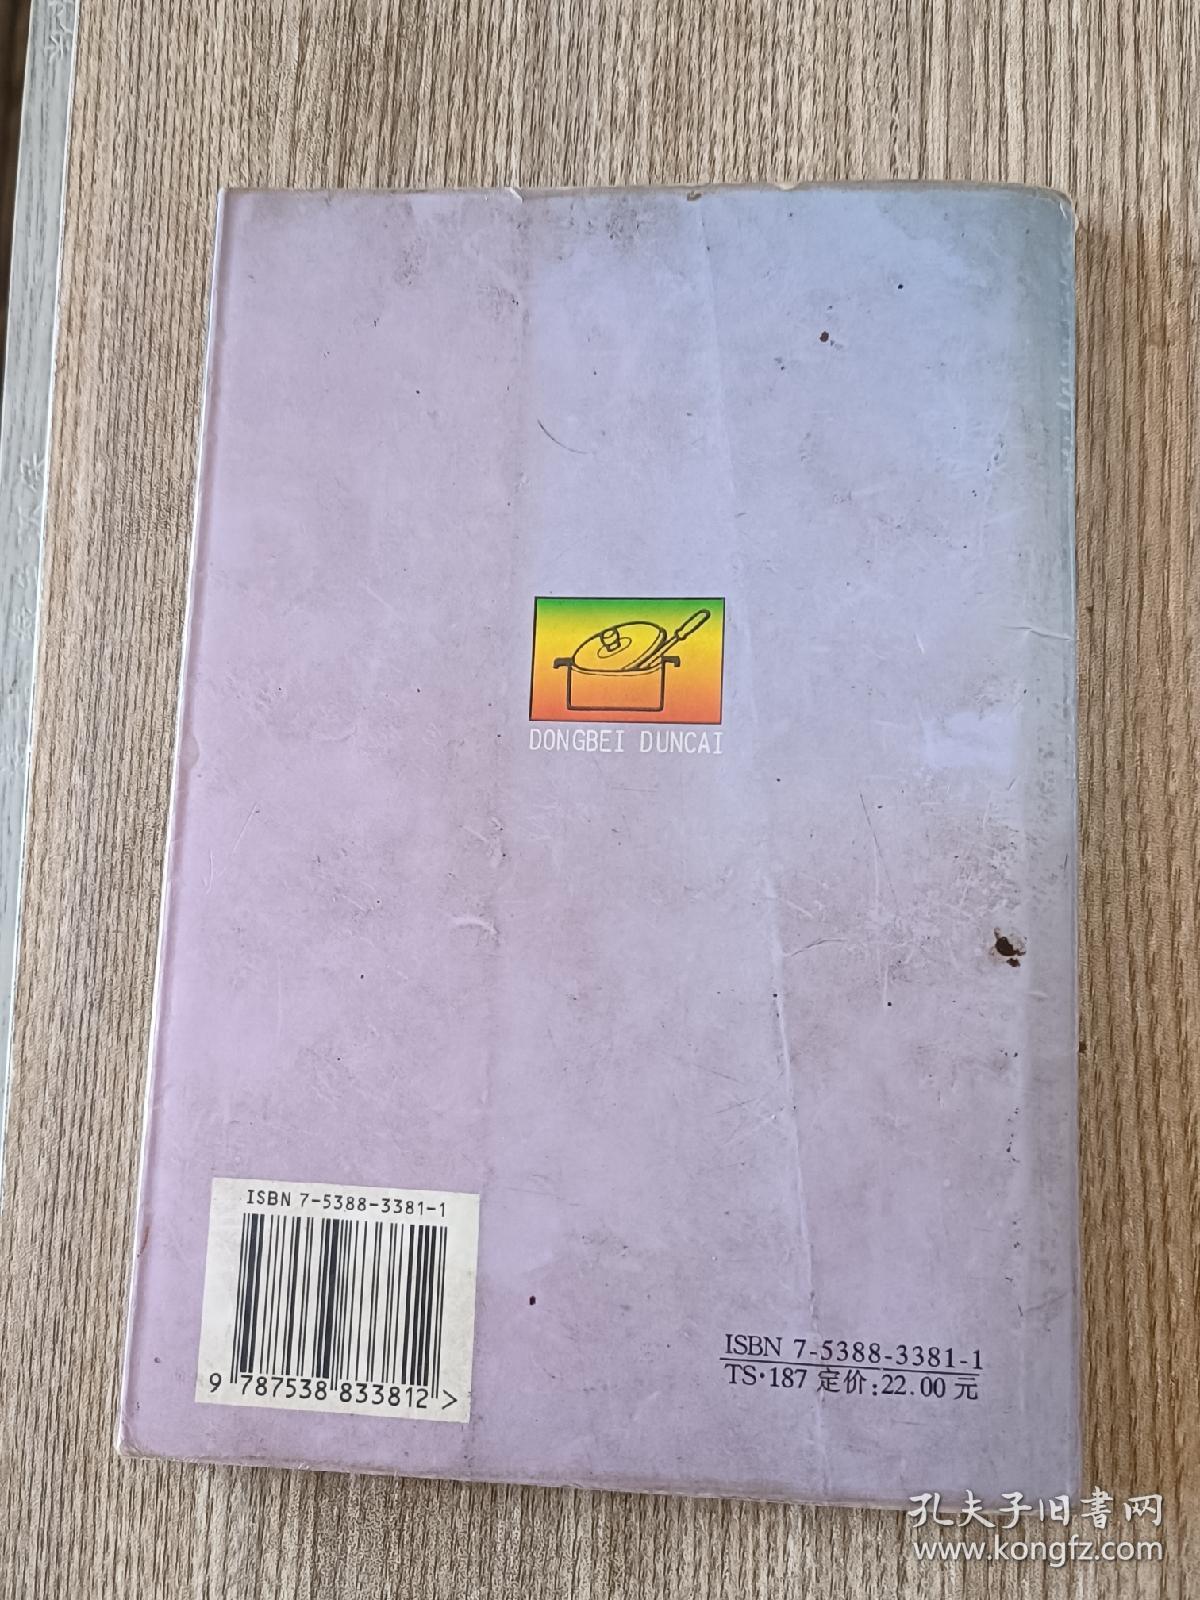 DONGBEI DUNCAI
ISBN 7-5388-3381-1
9 787538 833812 >
ISBN 7-5388-3381-1
TS·187 定价:22.00元
孔夫子旧書网
www.kongfz.com